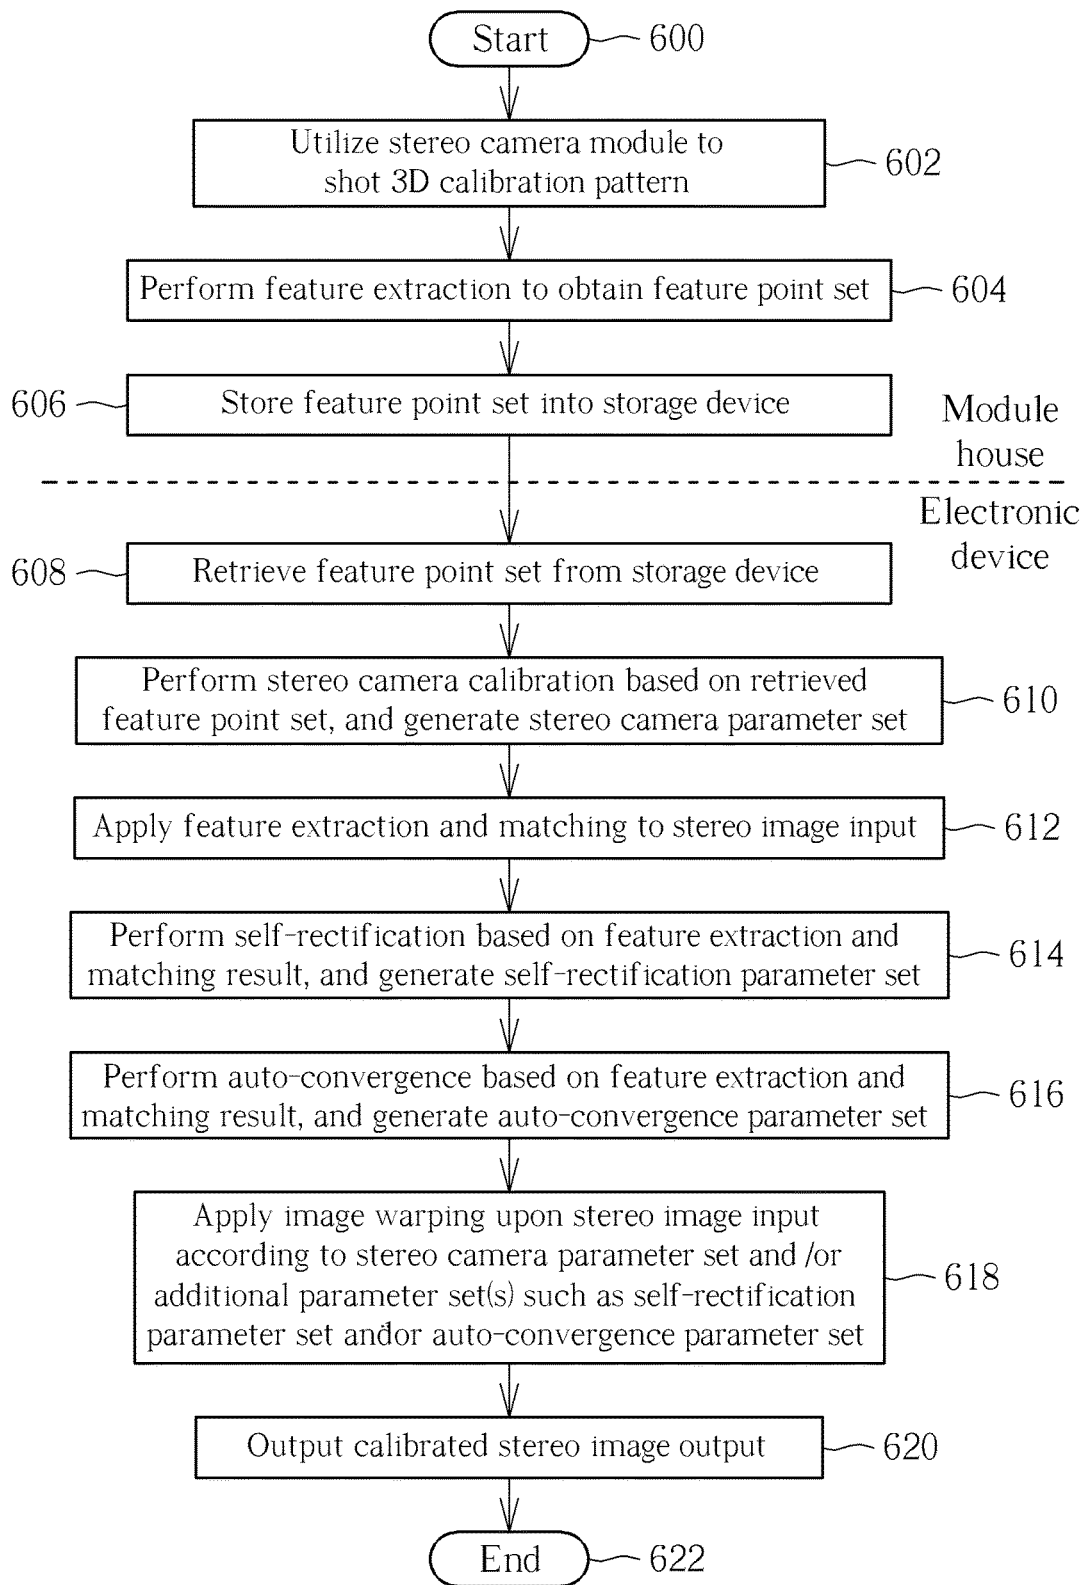 Start
600
Utilize stereo camera module to
shot 3D calibration pattern
602
Perform feature extraction to obtain feature point set
604
606
Store feature point set into storage device
Module
house
Electronic
device
608
Retrieve feature point set from storage device
Perform stereo camera calibration based on retrieved
feature point set, and generate stereo camera parameter set
610
Apply feature extraction and matching to stereo image input
612
Perform self-rectification based on feature extraction and
matching result, and generate self-rectification parameter set
614
Perform auto-convergence based on feature extraction and
matching result, and generate auto-convergence parameter set
616
Apply image warping upon stereo image input
according to stereo camera parameter set and /or
additional parameter set(s) such as self-rectification
parameter set andor auto-convergence parameter set
618
Output calibrated stereo image output
620
End
622